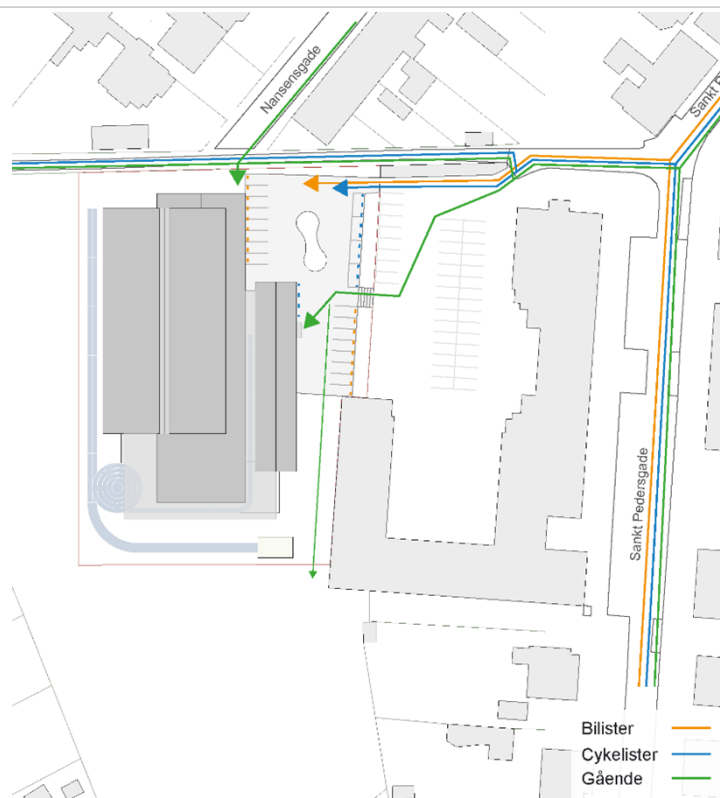 Nansensgade
Sankt P
Sankt Pedersgade
Bilister
Cykelister
Gående